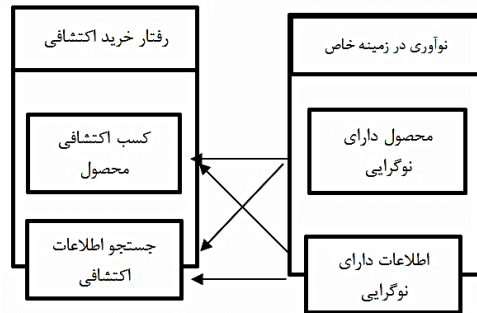 نوآوری در زمینه خاص
محصول دارای
نوگرایی
اطلاعات دارای
نوگرایی
رفتار خرید اکتشافی
کسب اکتشافی
محصول
جستجو اطلاعات
اکتشافی